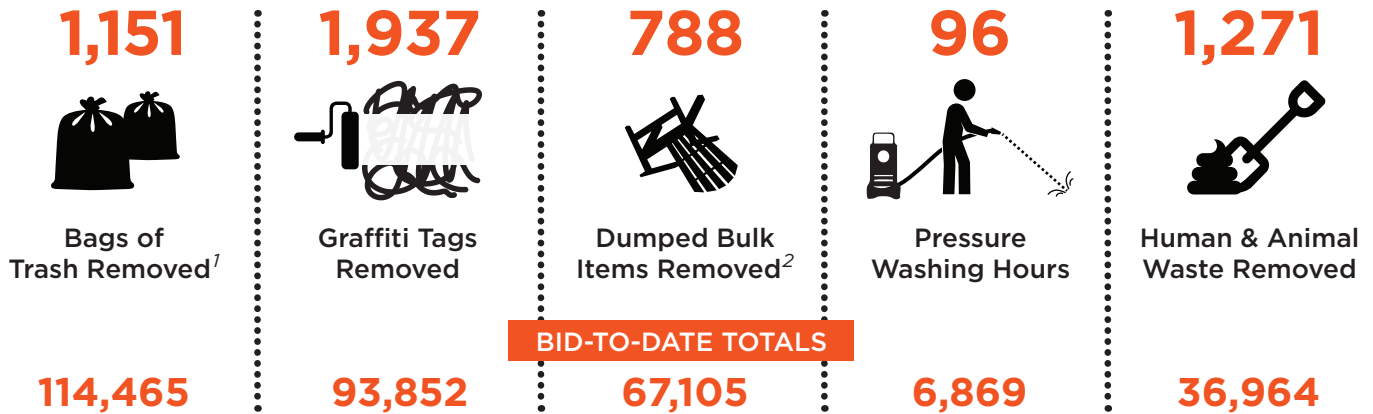 1,151
1,937
788
96
1,271
Bags of
Trash Removed1
Graffiti Tags
Removed
Dumped Bulk
Items Removed2
Pressure
Washing Hours
Human & Animal
Waste Removed
BID-TO-DATE TOTALS
114,465
93,852
67,105
6,869
36,964